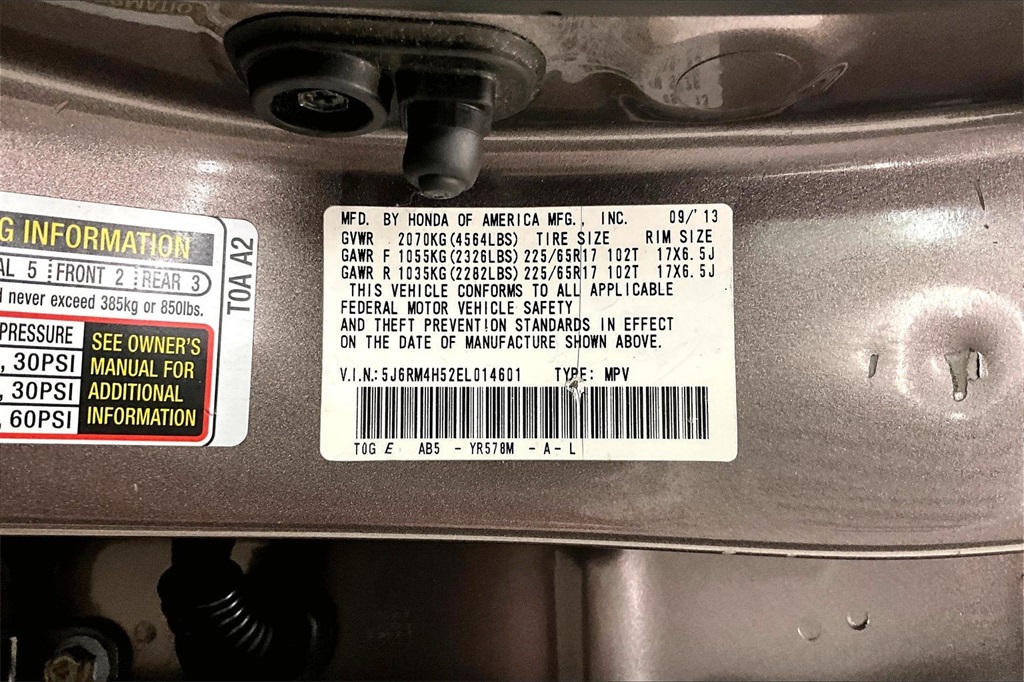 G INFORMATION
AL 5 FRONT 2 REAR 3
d never exceed 385kg or 850lbs.
PRESSURE
, 30PSI
, 30PSI
, 60PSI
SEE OWNER'S
MANUAL FOR
ADDITIONAL
INFORMATION
T0A A2
MFD. BY HONDA OF AMERICA MFG., INC. 09/'13
GVWR 2070KG(4564LBS) TIRE SIZE RIM SIZE
GAWR F 1055KG(2326LBS) 225/65R17 102T 17X6.5J
GAWR R 1035KG(2282LBS) 225/65R17 102T 17X6.5J
THIS VEHICLE CONFORMS TO ALL APPLICABLE
FEDERAL MOTOR VEHICLE SAFETY
AND THEFT PREVENTION STANDARDS IN EFFECT
ON THE DATE OF MANUFACTURE SHOWN ABOVE.
V.I.N.: 5J6RM4H52EL014601 TYPE: MPV
T0G E AB5 - YR578M - A - L